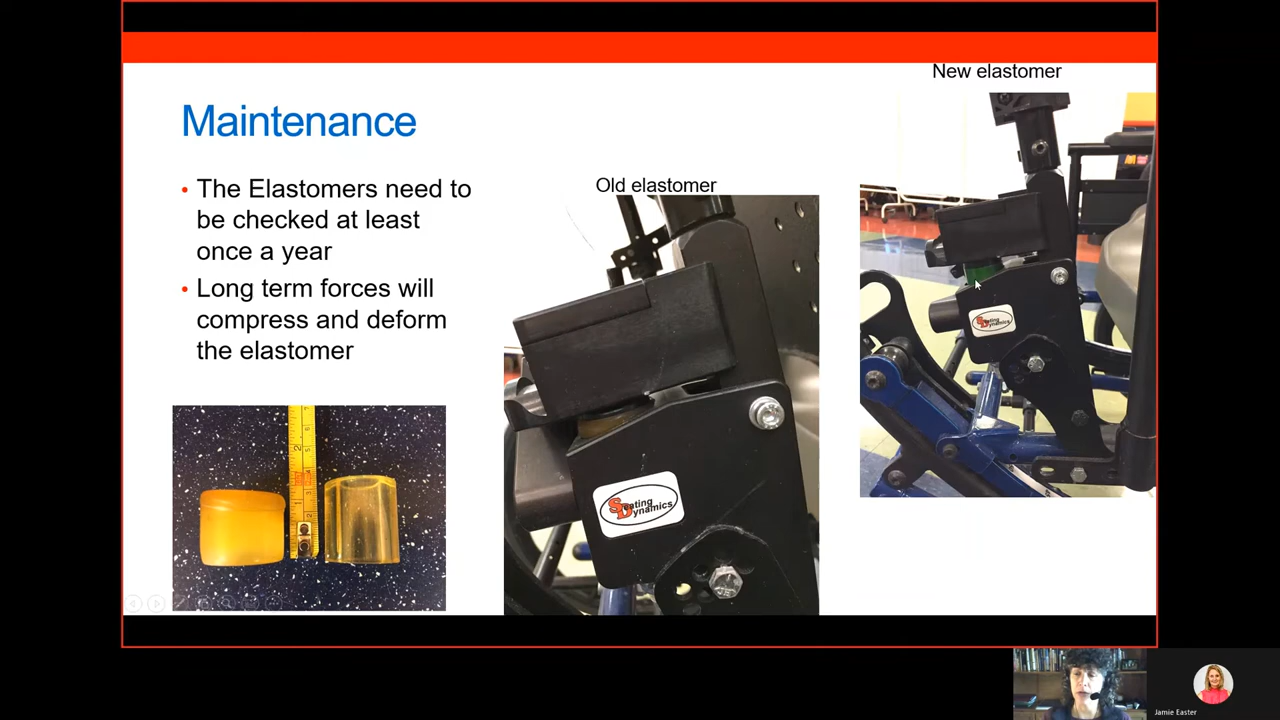 New elastomer
Maintenance
• The Elastomers need to
be checked at least
once a year
• Long term forces will
compress and deform
the elastomer
Old elastomer
Seating
Dynamics
Seating
Dynamics
Jamie Easter